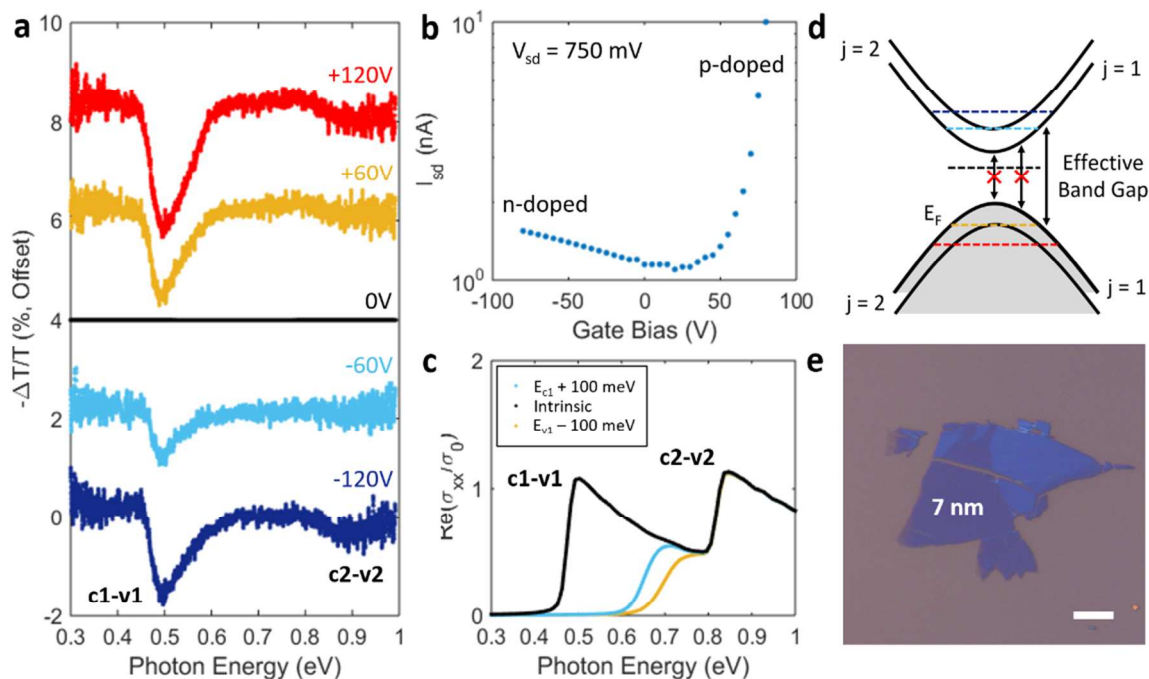 a
-ΔT/T (%, Offset)
10
8
6
4
2
0
-2
+120V
+60V
0V
-60V
-120V
c1-v1
c2-v2
0.3 0.4 0.5 0.6 0.7 0.8 0.9 1
Photon Energy (eV)
b
I_sd (nA)
10¹
10⁰
V_sd = 750 mV
p-doped
n-doped
-100 -50 0 50 100
Gate Bias (V)
c
Re(σ_xx/σ_0)
2
1
0
E_c1 + 100 meV
Intrinsic
E_v1 – 100 meV
c1-v1
c2-v2
0.3 0.4 0.5 0.6 0.7 0.8 0.9 1
Photon Energy (eV)
d
j = 2
j = 1
Effective
Band Gap
E_F
j = 2
j = 1
e
7 nm